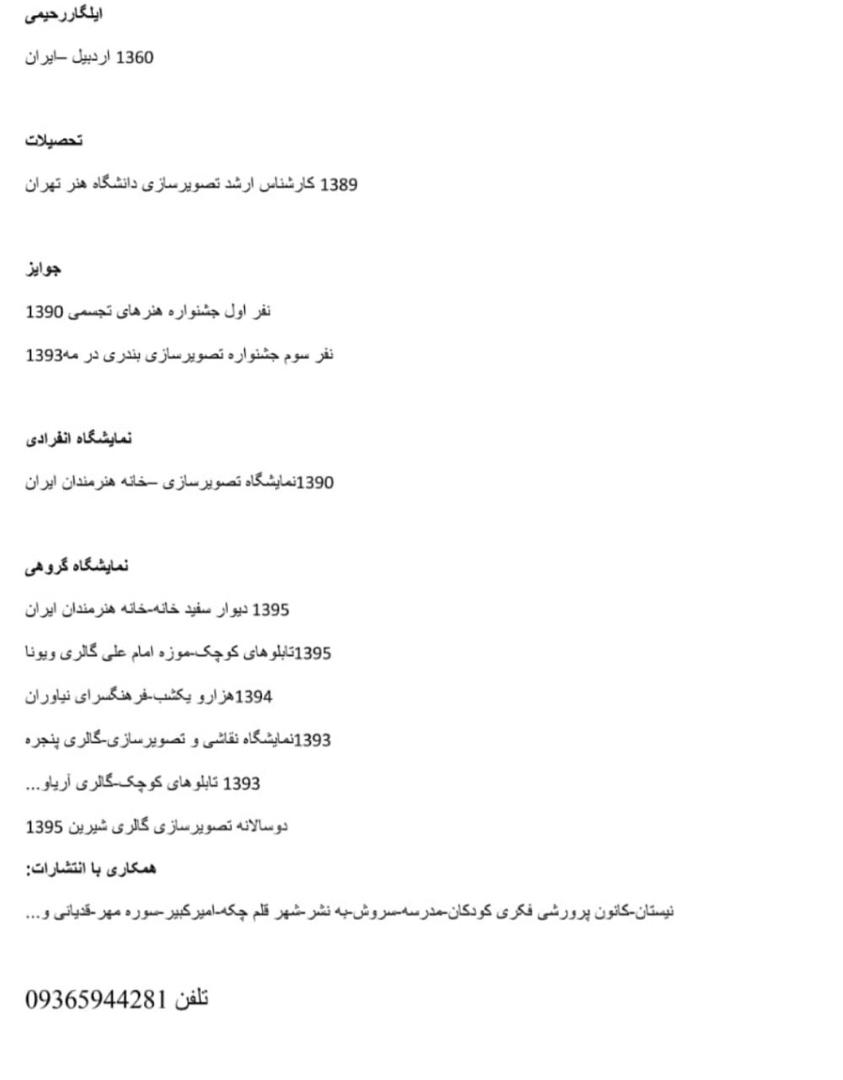 ایلگاررحیمی
1360 اردبیل –ایران
تحصیلات
1389 کارشناس ارشد تصویرسازی دانشگاه هنر تهران
جوایز
نفر اول جشنواره هنرهای تجسمی 1390
نفر سوم جشنواره تصویرسازی بندری در مه1393
نمایشگاه انفرادی
1390نمایشگاه تصویرسازی –خانه هنرمندان ایران
نمایشگاه گروهی
1395 دیوار سفید خانه-خانه هنرمندان ایران
1395تابلوهای کوچک-موزه امام علی گالری ویونا
1394هزارو یکشب-فرهنگسرای نیاوران
1393نمایشگاه نقاشی و تصویرسازی-گالری پنجره
1393 تابلوهای کوچک-گالری آریاو...
دوسالانه تصویرسازی گالری شیرین 1395
همکاری با انتشارات:
نیستان-کانون پرورشی فکری کودکان-مدرسه-سروش-به نشر-شهر قلم چکه-امیرکبیر-سوره مهر-قدیانی و...
تلفن 09365944281